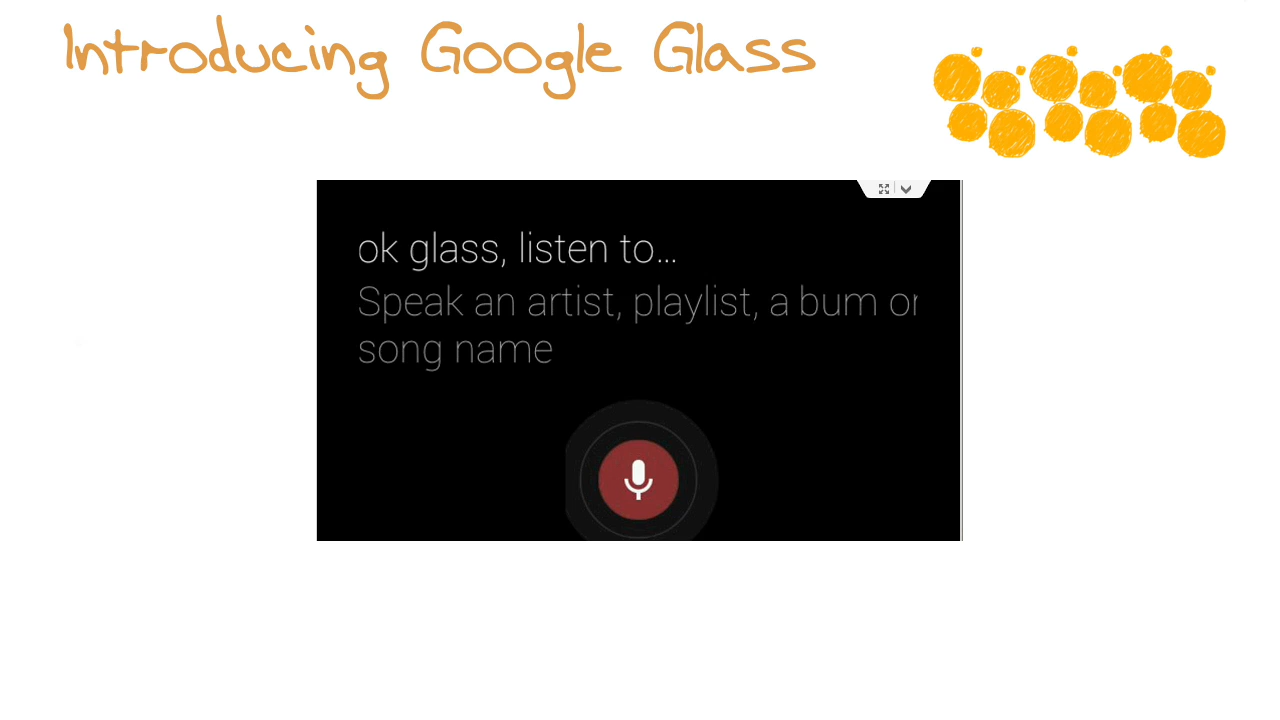 Introducing Google Glass
ok glass, listen to...
Speak an artist, playlist, a bum or
song name